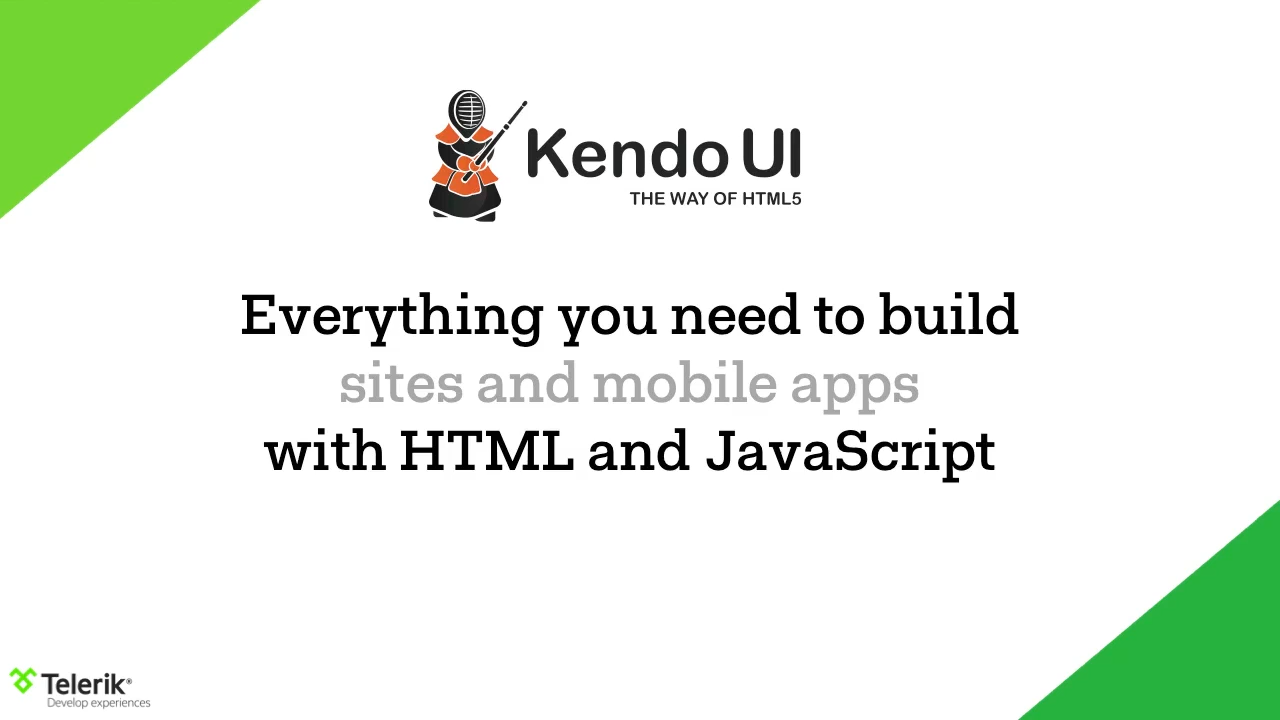 Kendo UI
THE WAY OF HTML5
Everything you need to build
sites and mobile apps
with HTML and JavaScript
Telerik®
Develop experiences